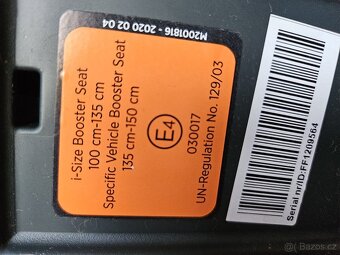 M2001816 - 2020 02 04
i-Size Booster Seat
100 cm-135 cm
Specific Vehicle Booster Seat
135 cm-150 cm
E4
030017
UN-Regulation No. 129/03
Serial nr/ID:FF1209564
© Bazos.cz